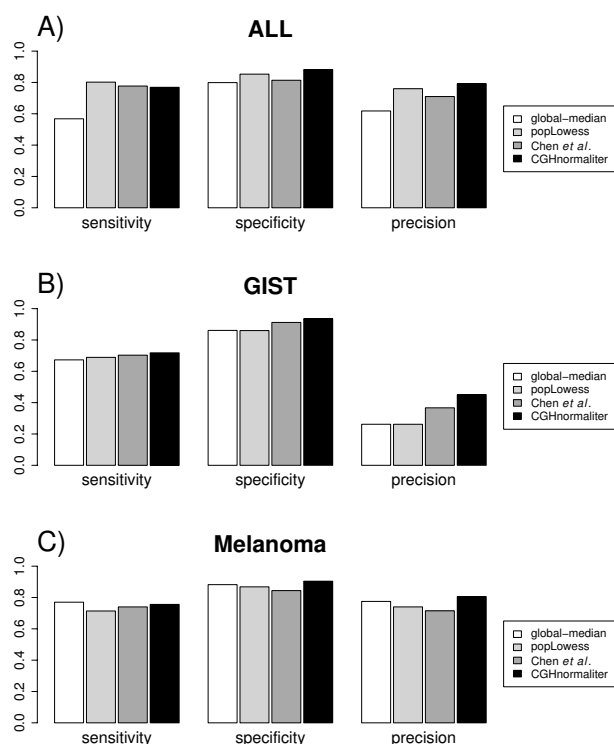 A)
ALL
0.0 0.2 0.4 0.6 0.8 1.0
sensitivity
specificity
precision
global−median
popLowess
Chen et al.
CGHnormaliter
B)
GIST
0.0 0.2 0.4 0.6 0.8 1.0
sensitivity
specificity
precision
global−median
popLowess
Chen et al.
CGHnormaliter
C)
Melanoma
0.0 0.2 0.4 0.6 0.8 1.0
sensitivity
specificity
precision
global−median
popLowess
Chen et al.
CGHnormaliter